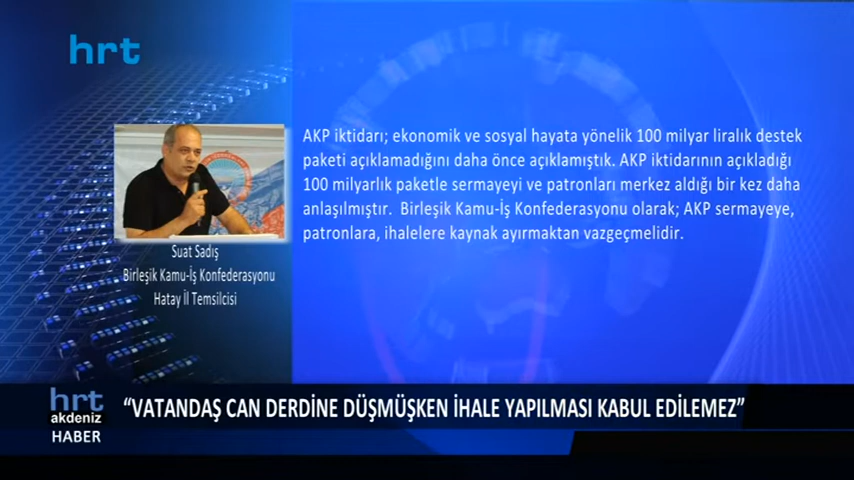 hrt
AKP iktidarı; ekonomik ve sosyal hayata yönelik 100 milyar liralık destek
paketi açıklamadığını daha önce açıklamıştık. AKP iktidarının açıkladığı
100 milyarlık paketle sermayeyi ve patronları merkez aldığı bir kez daha
anlaşılmıştır. Birleşik Kamu-İş Konfederasyonu olarak; AKP sermayeye,
patronlara, ihalelere kaynak ayırmaktan vazgeçmelidir.
Suat Sadış
Birleşik Kamu-İş Konfederasyonu
Hatay İl Temsilcisi
hrt
akdeniz
HABER
“VATANDAŞ CAN DERDİNE DÜŞMÜŞKEN İHALE YAPILMASI KABUL EDİLEMEZ”